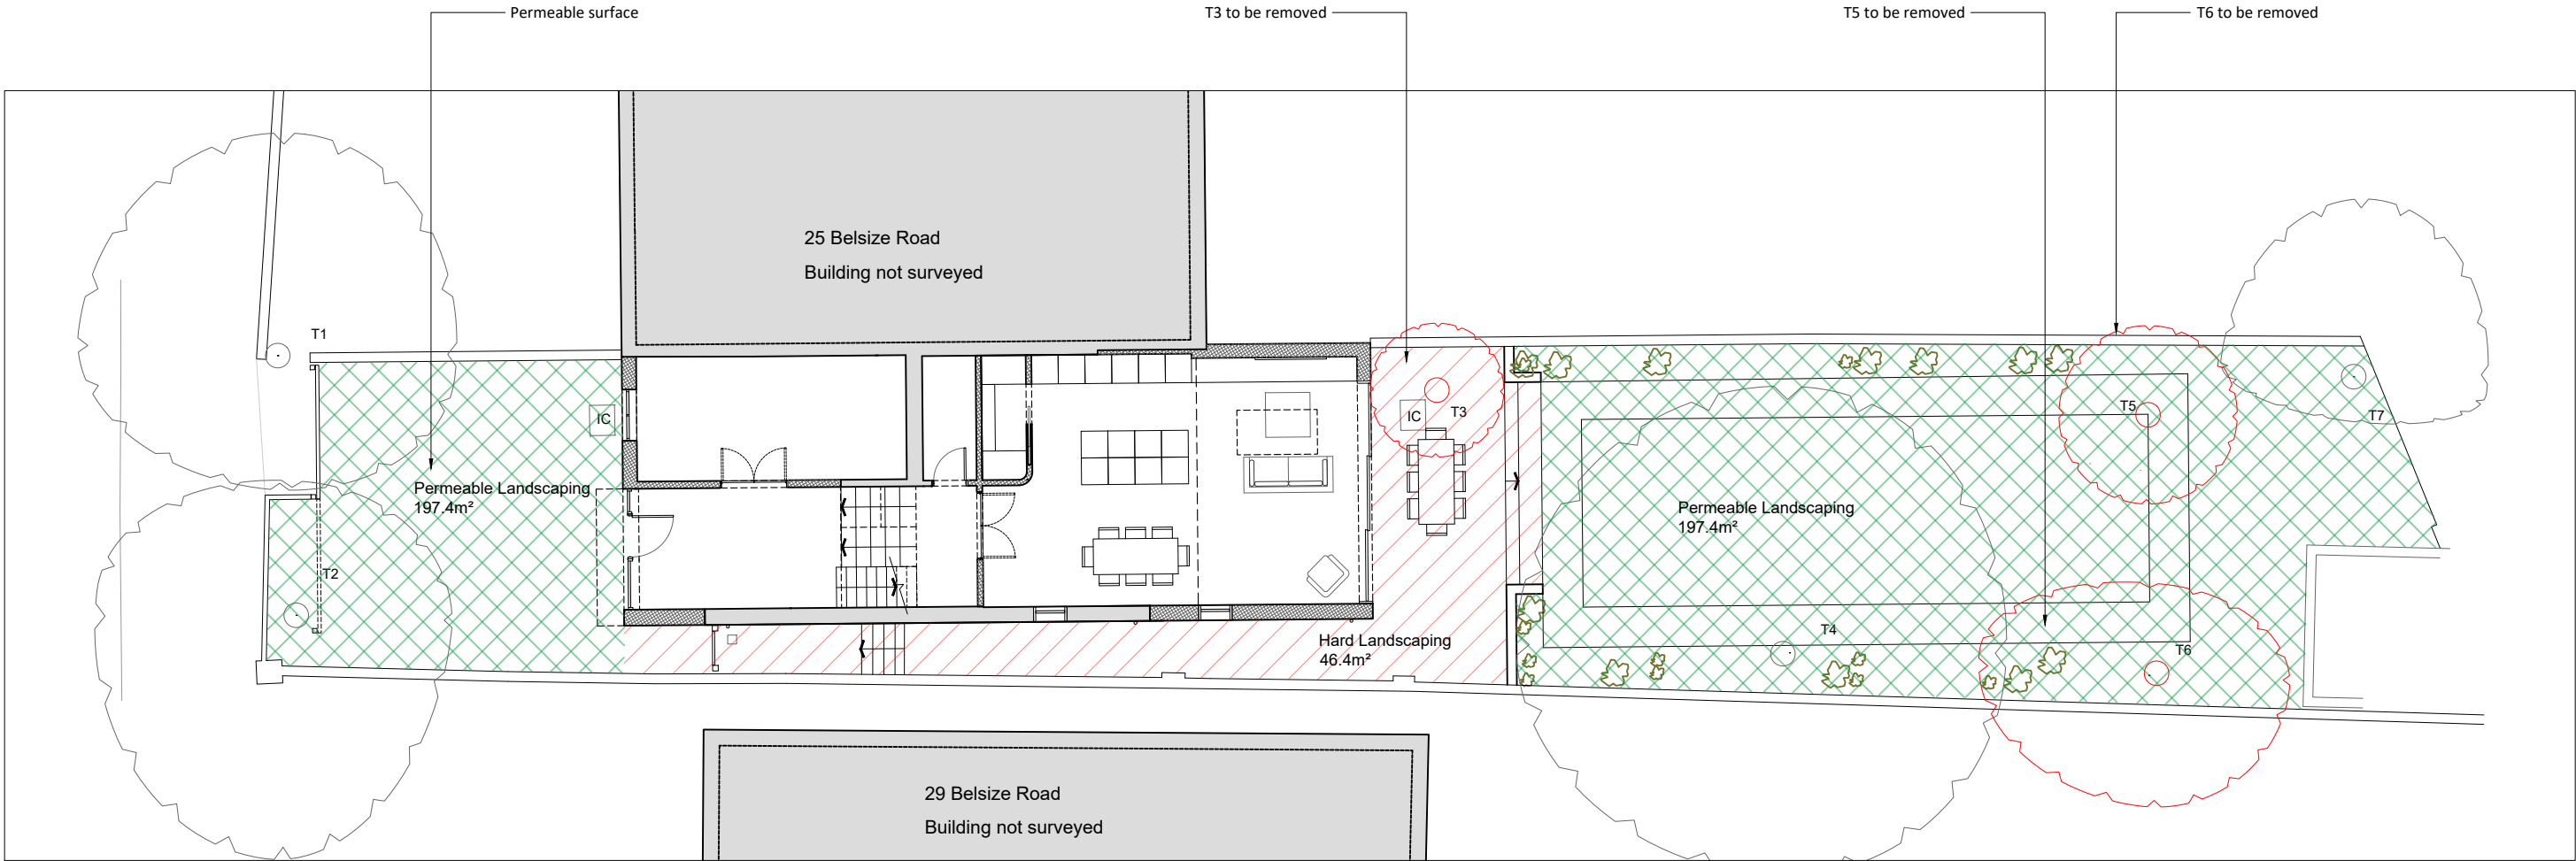 Permeable surface
T3 to be removed
T5 to be removed
T6 to be removed
25 Belsize Road
Building not surveyed
T1
IC
IC
T3
T5
T7
Permeable Landscaping
197.4m²
Permeable Landscaping
197.4m²
T2
T4
Hard Landscaping
46.4m²
T6
29 Belsize Road
Building not surveyed